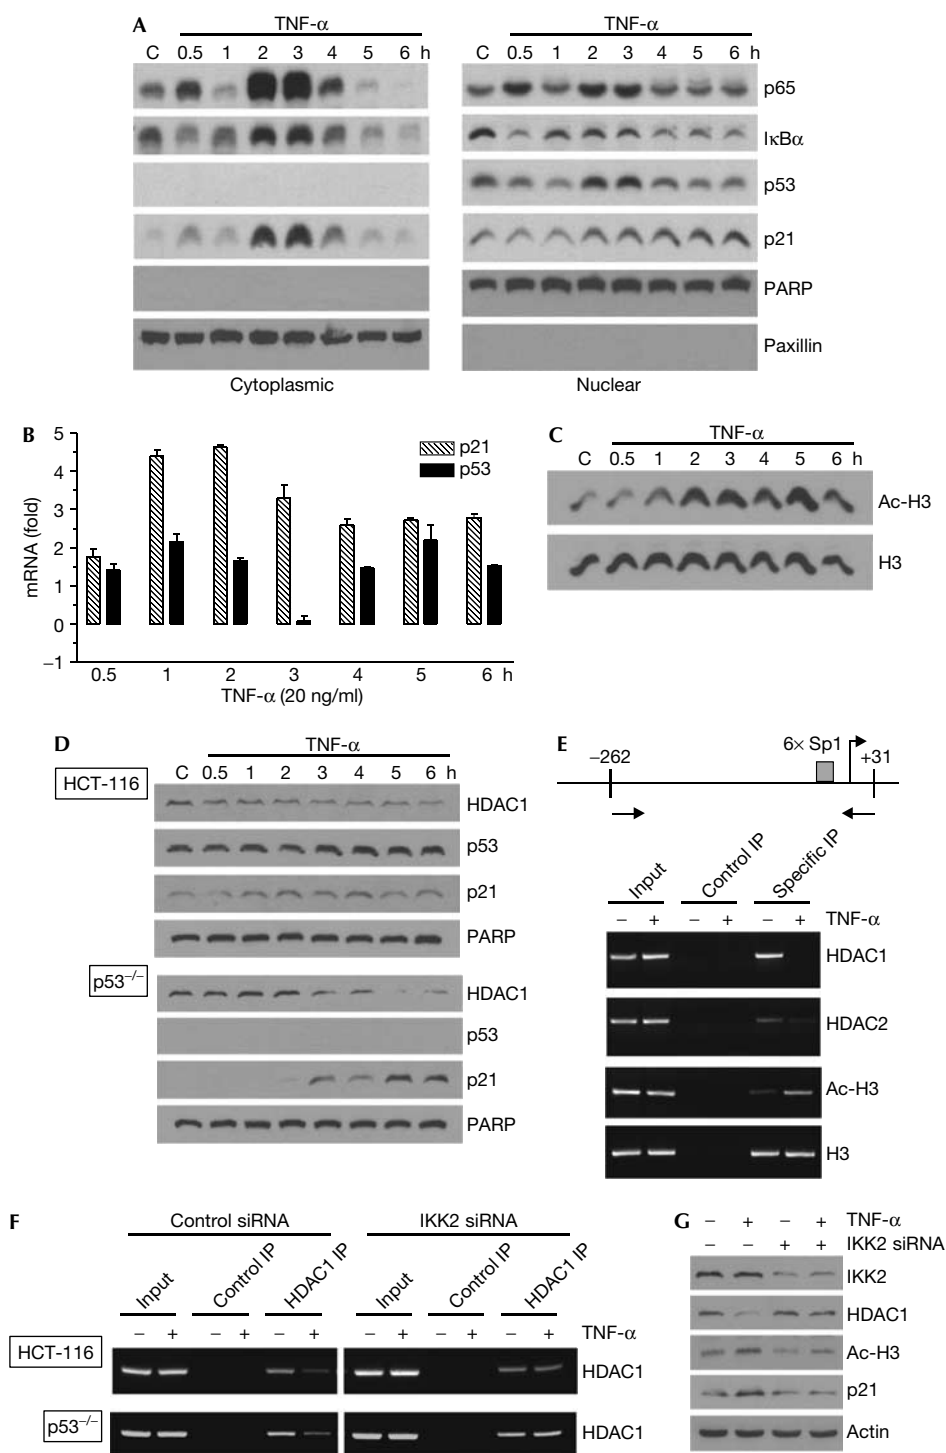 A
TNF-α
C 0.5 1 2 3 4 5 6 h
TNF-α
C 0.5 1 2 3 4 5 6 h
p65
IκBα
p53
p21
PARP
Paxillin
Cytoplasmic
Nuclear
B
5
4
3
2
1
0
−1
mRNA (fold)
p21
p53
0.5 1 2 3 4 5 6 h
TNF-α (20 ng/ml)
C
TNF-α
C 0.5 1 2 3 4 5 6 h
Ac-H3
H3
D
TNF-α
C 0.5 1 2 3 4 5 6 h
HCT-116
HDAC1
p53
p21
PARP
p53−/−
HDAC1
p53
p21
PARP
E
6× Sp1
−262
+31
Input
Control IP
Specific IP
− + − + − + TNF-α
HDAC1
HDAC2
Ac-H3
H3
F
Control siRNA
IKK2 siRNA
Input
Control IP
HDAC1 IP
Input
Control IP
HDAC1 IP
− + − + − + − + − + − + TNF-α
HCT-116
HDAC1
p53−/−
HDAC1
G
− + − + TNF-α
− − + + IKK2 siRNA
IKK2
HDAC1
Ac-H3
p21
Actin